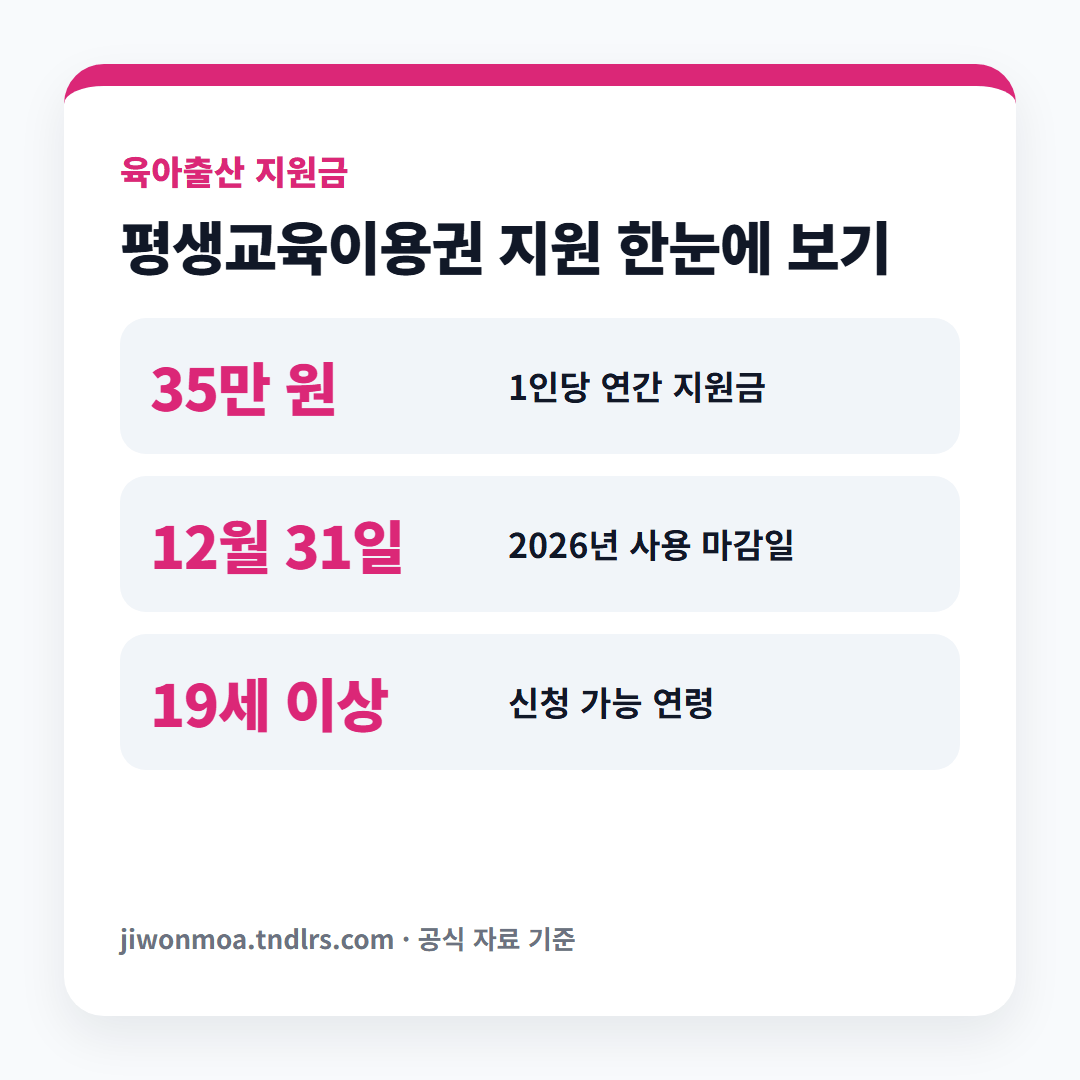 육아출산 지원금
평생교육이용권 지원 한눈에 보기
35만 원 1인당 연간 지원금
12월 31일 2026년 사용 마감일
19세 이상 신청 가능 연령
jiwonmoa.tndlrs.com · 공식 자료 기준